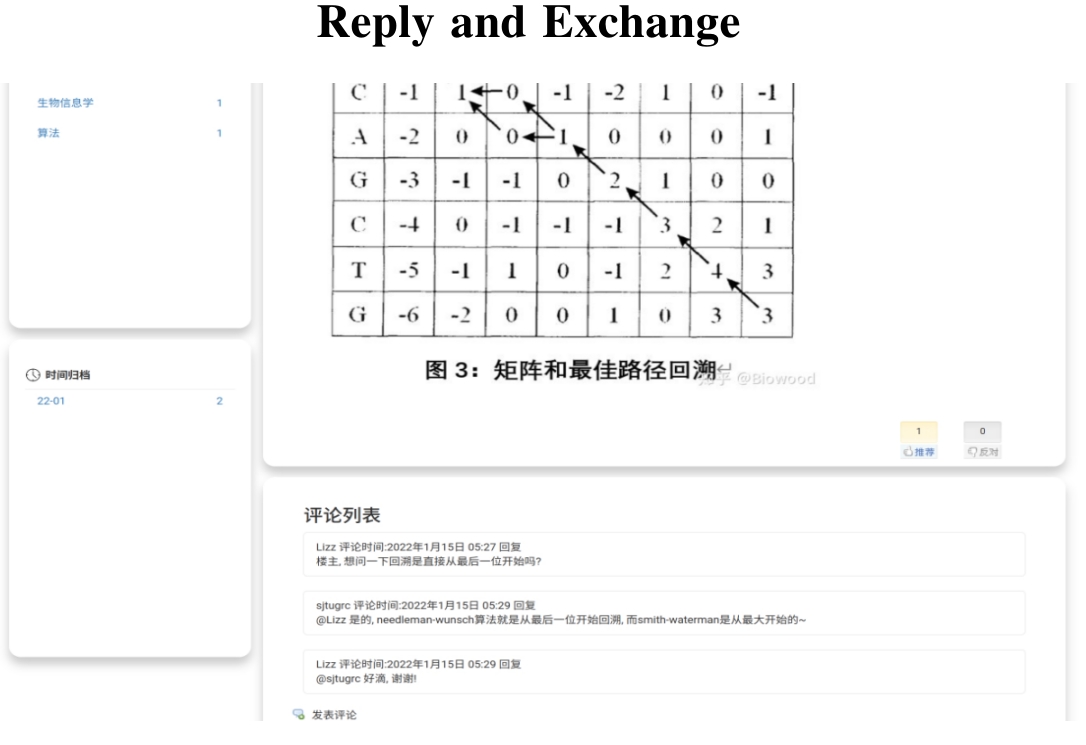 Reply and Exchange
生物信息学 1
算法 1
C -1 1 0 -1 -2 1 0 -1
A -2 0 0 1 0 0 0 1
G -3 -1 -1 0 2 1 0 0
C -4 0 -1 -1 -1 3 2 1
T -5 -1 1 0 -1 2 4 3
G -6 -2 0 0 1 0 3 3
图 3：矩阵和最佳路径回溯
@Biowood
时间归档
22-01 2
1 0
推荐 反对
评论列表
Lizz 评论时间:2022年1月15日 05:27 回复
楼主, 想问一下回溯是直接从最后一位开始吗?
sjtugrc 评论时间:2022年1月15日 05:29 回复
@Lizz 是的, needleman-wunsch算法就是从最后一位开始回溯, 而smith-waterman是从最大开始的~
Lizz 评论时间:2022年1月15日 05:29 回复
@sjtugrc 好滴, 谢谢!
发表评论